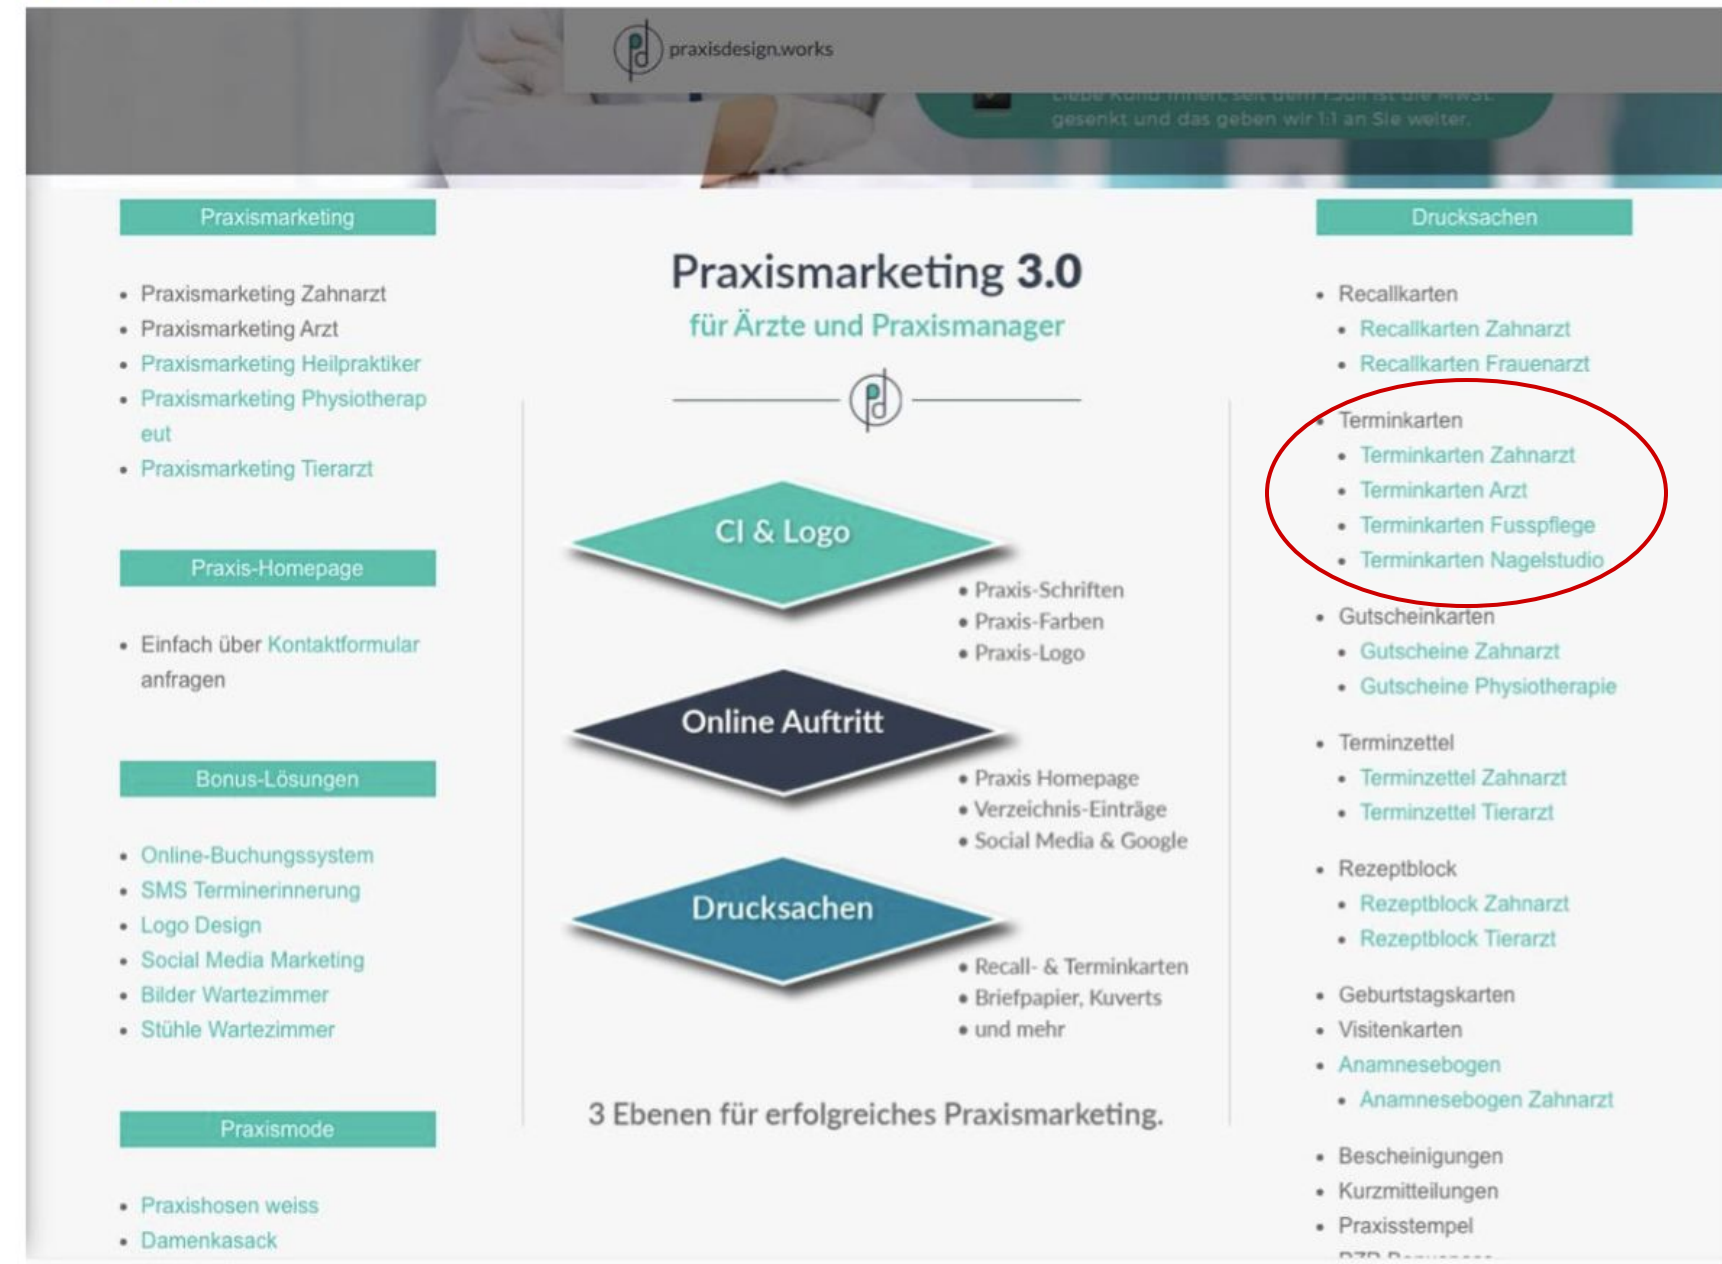 praxisdesign.works
gesenkt und das geben wir 1:1 an Sie weiter.
Praxismarketing
Praxismarketing Zahnarzt
Praxismarketing Arzt
Praxismarketing Heilpraktiker
Praxismarketing Physiotherap
eut
Praxismarketing Tierarzt
Praxis-Homepage
Einfach über Kontaktformular
anfragen
Bonus-Lösungen
Online-Buchungssystem
SMS Terminerinnerung
Logo Design
Social Media Marketing
Bilder Wartezimmer
Stühle Wartezimmer
Praxismode
Praxishosen weiss
Damenkasack
Praxismarketing 3.0
für Ärzte und Praxismanager
pd
CI & Logo
• Praxis-Schriften
• Praxis-Farben
• Praxis-Logo
Online Auftritt
• Praxis Homepage
• Verzeichnis-Einträge
• Social Media & Google
Drucksachen
• Recall- & Terminkarten
• Briefpapier, Kuverts
• und mehr
3 Ebenen für erfolgreiches Praxismarketing.
Drucksachen
Recallkarten
Recallkarten Zahnarzt
Recallkarten Frauenarzt
Terminkarten
Terminkarten Zahnarzt
Terminkarten Arzt
Terminkarten Fusspflege
Terminkarten Nagelstudio
Gutscheinkarten
Gutscheine Zahnarzt
Gutscheine Physiotherapie
Terminzettel
Terminzettel Zahnarzt
Terminzettel Tierarzt
Rezeptblock
Rezeptblock Zahnarzt
Rezeptblock Tierarzt
Geburtstagskarten
Visitenkarten
Anamnesebogen
Anamnesebogen Zahnarzt
Bescheinigungen
Kurzmitteilungen
Praxisstempel